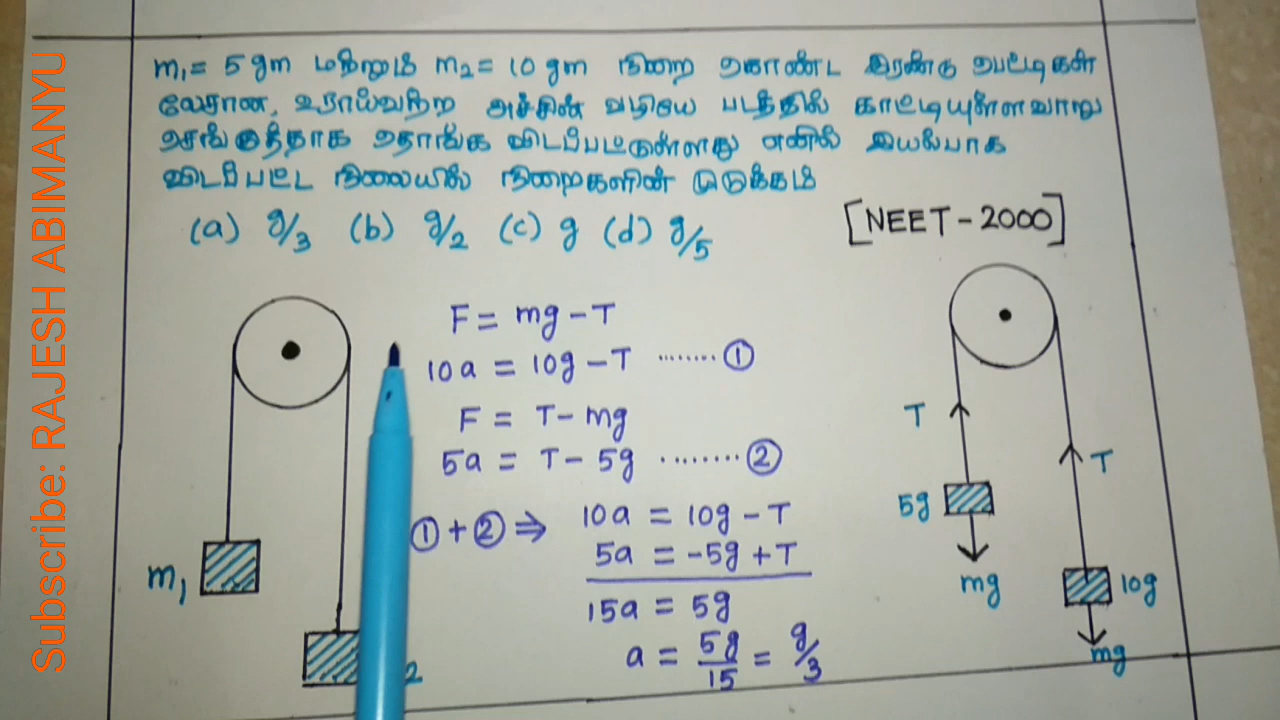 Subscribe: RAJESH ABIMANYU
m₁ = 5 gm மற்றும் m₂ = 10 gm நிறை கொண்ட இரண்டு பெட்டிகள்
லேசான, உராய்வற்ற அச்சின் வழியே படத்தில் காட்டியுள்ளவாறு
செங்குத்தாக தொங்க விடப்பட்டுள்ளது எனில் இயல்பாக
விடப்பட்ட நிலையில் நிறைகளின் முடுக்கம்
(a) g/3 (b) g/2 (c) g (d) g/5
[NEET - 2000]
F = mg - T
10a = 10g - T ........ ①
F = T - mg
5a = T - 5g ........ ②
① + ② ⇒ 10a = 10g - T
5a = -5g + T
15a = 5g
a = 5g/15 = g/3
m₁
2
T
T
5g
mg
10g
mg